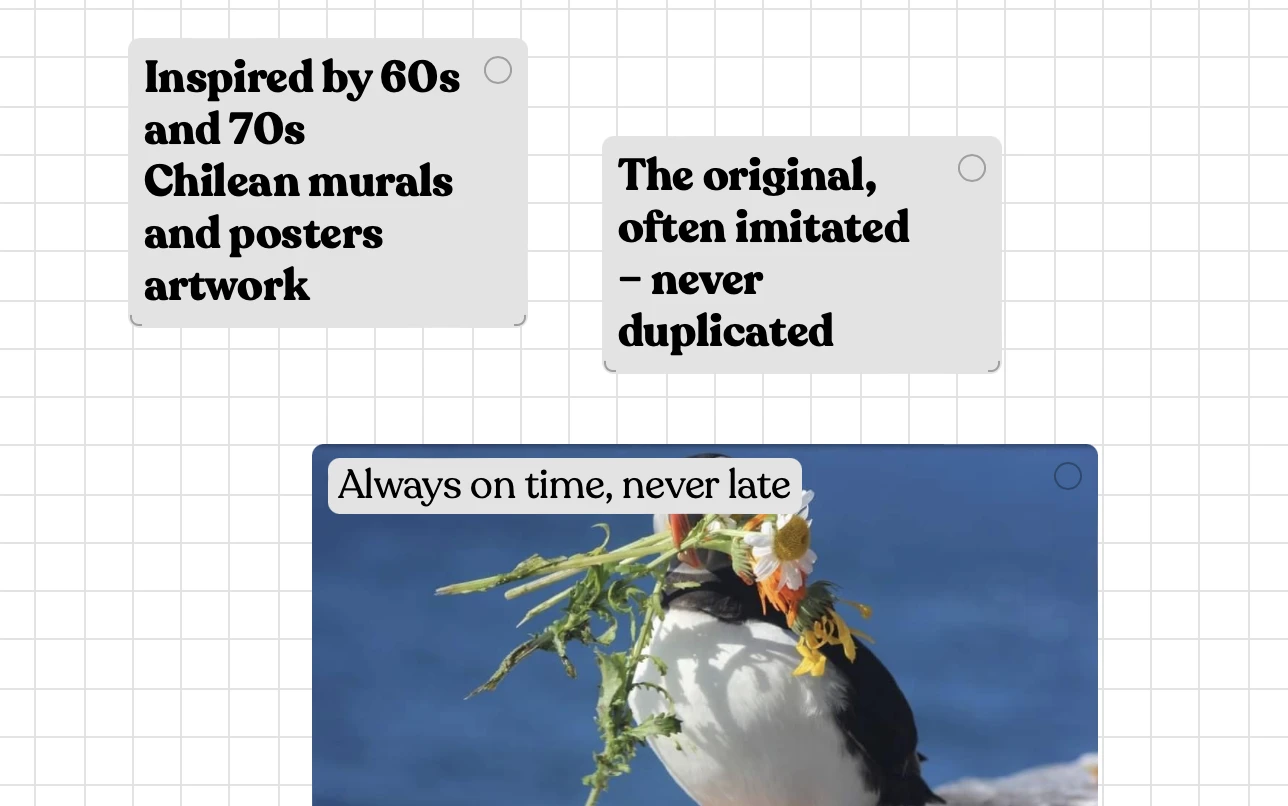 Inspired by 60s
and 70s
Chilean murals
and posters
artwork
The original,
often imitated
– never
duplicated
Always on time, never late